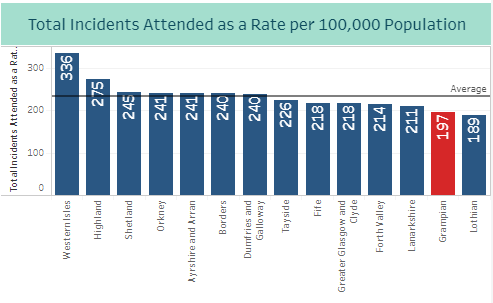 Total Incidents Attended as a Rate per 100,000 Population
Total Incidents Attended as a Rat..
300
200
100
0
336
275
245
241
241
240
240
226
218
218
214
211
197
189
Average
Western Isles
Highland
Shetland
Orkney
Ayrshire and Arran
Borders
Dumfries and
Galloway
Tayside
Fife
Greater Glasgow and
Clyde
Forth Valley
Lanarkshire
Grampian
Lothian